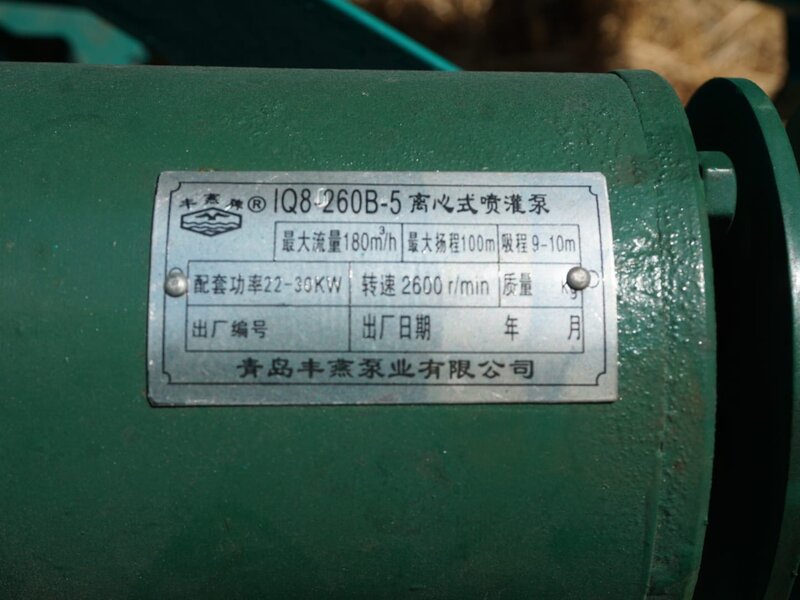 丰燕牌® IQ8-260B-5 离心式喷灌泵
最大流量180m³/h 最大扬程100m 吸程 9-10m
配套功率22-30KW 转速 2600 r/min 质量 Kg
出厂编号 出厂日期 年 月
青岛丰燕泵业有限公司